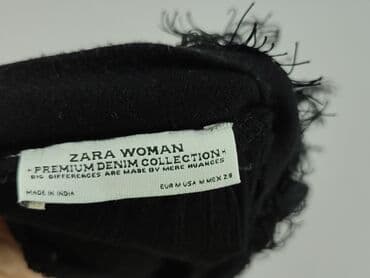 ZARA WOMAN
• PREMIUM DENIM COLLECTION •
BIG DIFFERENCES ARE MADE BY MERE NUANCES
MADE IN INDIA
EUR M USA M MEX 28